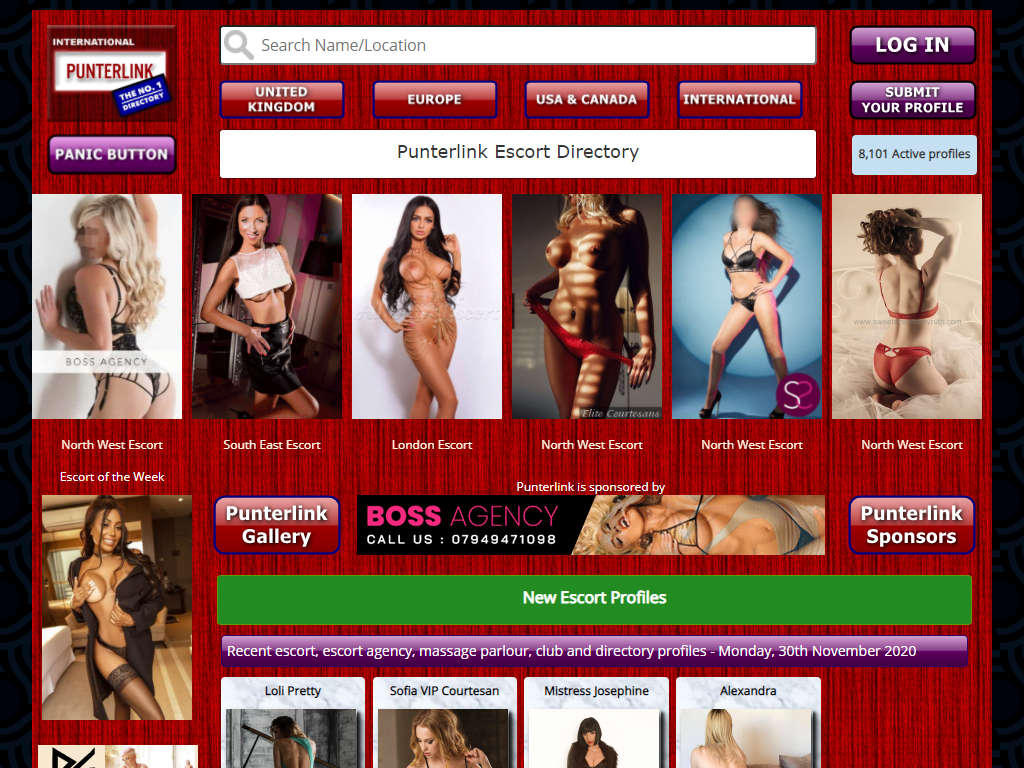 INTERNATIONAL
PUNTERLINK
THE NO. 1
DIRECTORY
Search Name/Location
LOG IN
UNITED
KINGDOM
EUROPE
USA & CANADA
INTERNATIONAL
SUBMIT
YOUR PROFILE
PANIC BUTTON
Punterlink Escort Directory
8,101 Active profiles
BOSS AGENCY
Elite Courtesans
North West Escort
South East Escort
London Escort
North West Escort
North West Escort
North West Escort
Escort of the Week
Punterlink is sponsored by
Punterlink
Gallery
BOSS AGENCY
CALL US : 07949471098
Punterlink
Sponsors
New Escort Profiles
Recent escort, escort agency, massage parlour, club and directory profiles - Monday, 30th November 2020
Loli Pretty
Sofia VIP Courtesan
Mistress Josephine
Alexandra